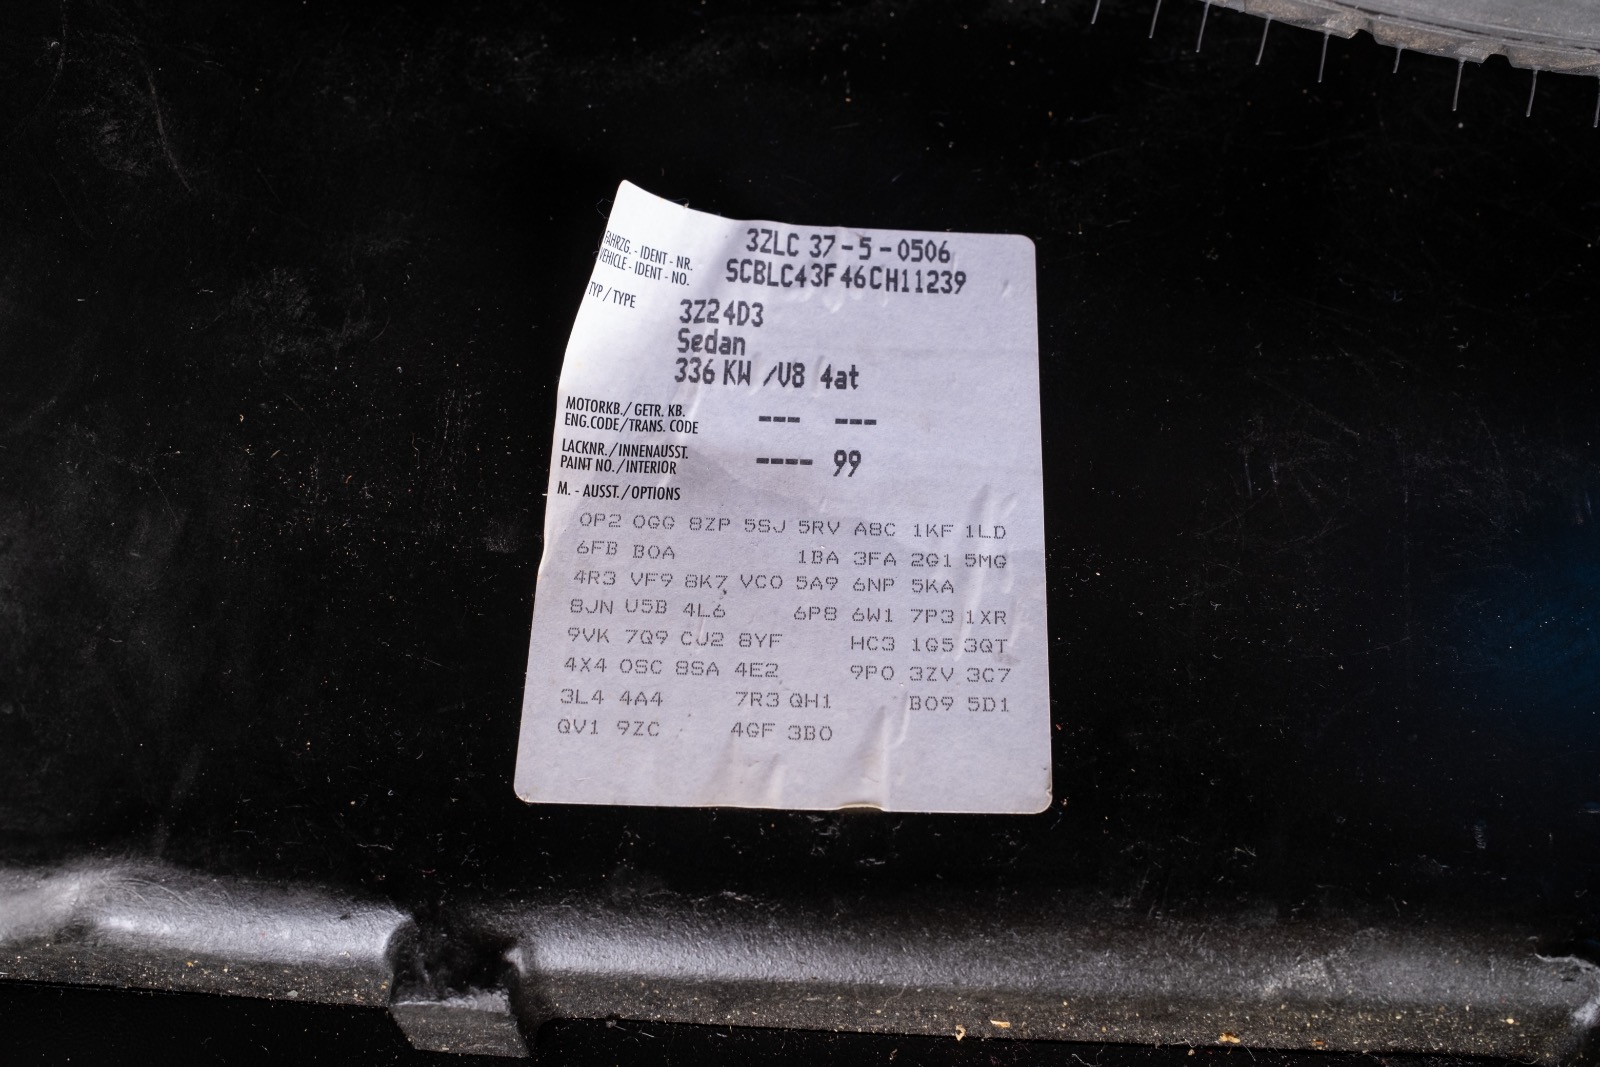 3ZLC 37-5-0506
FAHRZG. - IDENT - NR.
VEHICLE - IDENT - NO. SCBLC43F46CH11239
TYP / TYPE 3Z24D3
Sedan
336 KW /V8 4at
MOTORKB./ GETR. KB.
ENG.CODE/TRANS. CODE --- ---
LACKNR./INNENAUSST.
PAINT NO./INTERIOR ---- 99
M. - AUSST./OPTIONS
0P2 0GG 8ZP 5SJ 5RV A8C 1KF 1LD
6FB B0A 1BA 3FA 2G1 5MG
4R3 VF9 8K7 VC0 5A9 6NP 5KA
8JN U5B 4L6 6P8 6W1 7P3 1XR
9VK 7Q9 CJ2 8YF HC3 1G5 3QT
4X4 0SC 8SA 4E2 9P0 3ZV 3C7
3L4 4A4 7R3 QH1 B09 5D1
QV1 9ZC 4GF 3B0